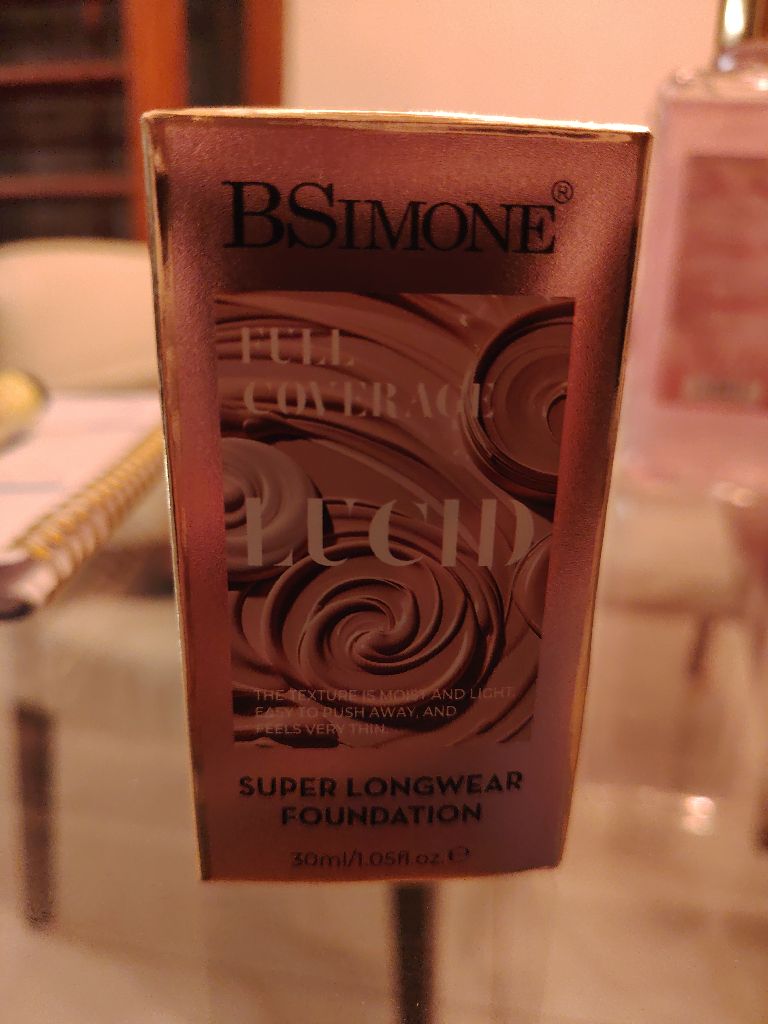 BSIMONE®
FULL
COVERAGE
LUCID
THE TEXTURE IS MOIST AND LIGHT,
EASY TO PUSH AWAY, AND
FEELS VERY THIN.
SUPER LONGWEAR
FOUNDATION
30ml/1.05fl.oz. ℮